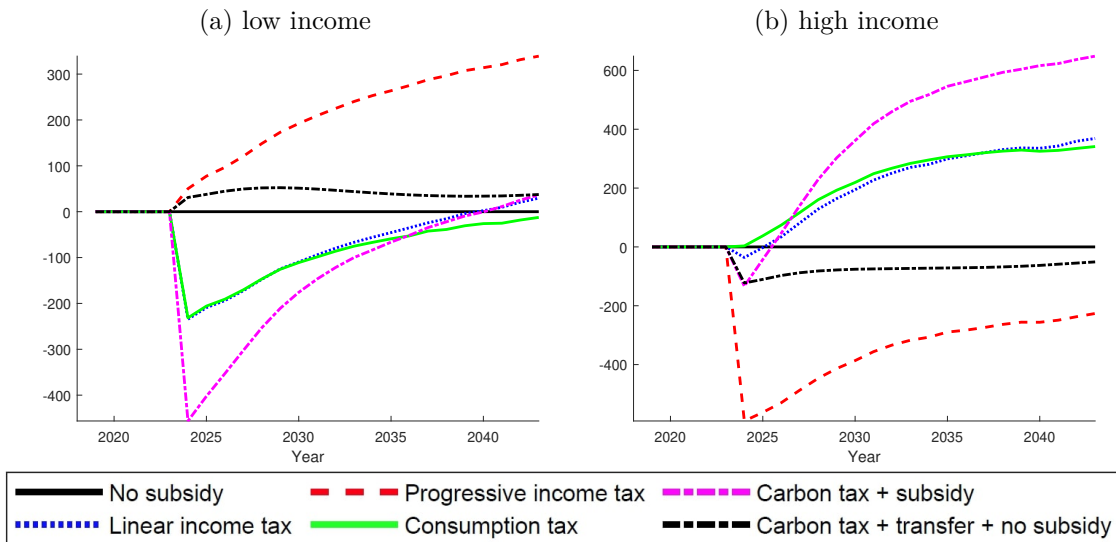 (a) low income
(b) high income
300
200
100
0
-100
-200
-300
-400
2020
2025
2030
2035
2040
Year
600
400
200
0
-200
-400
2020
2025
2030
2035
2040
Year
No subsidy
Progressive income tax
Carbon tax + subsidy
Linear income tax
Consumption tax
Carbon tax + transfer + no subsidy